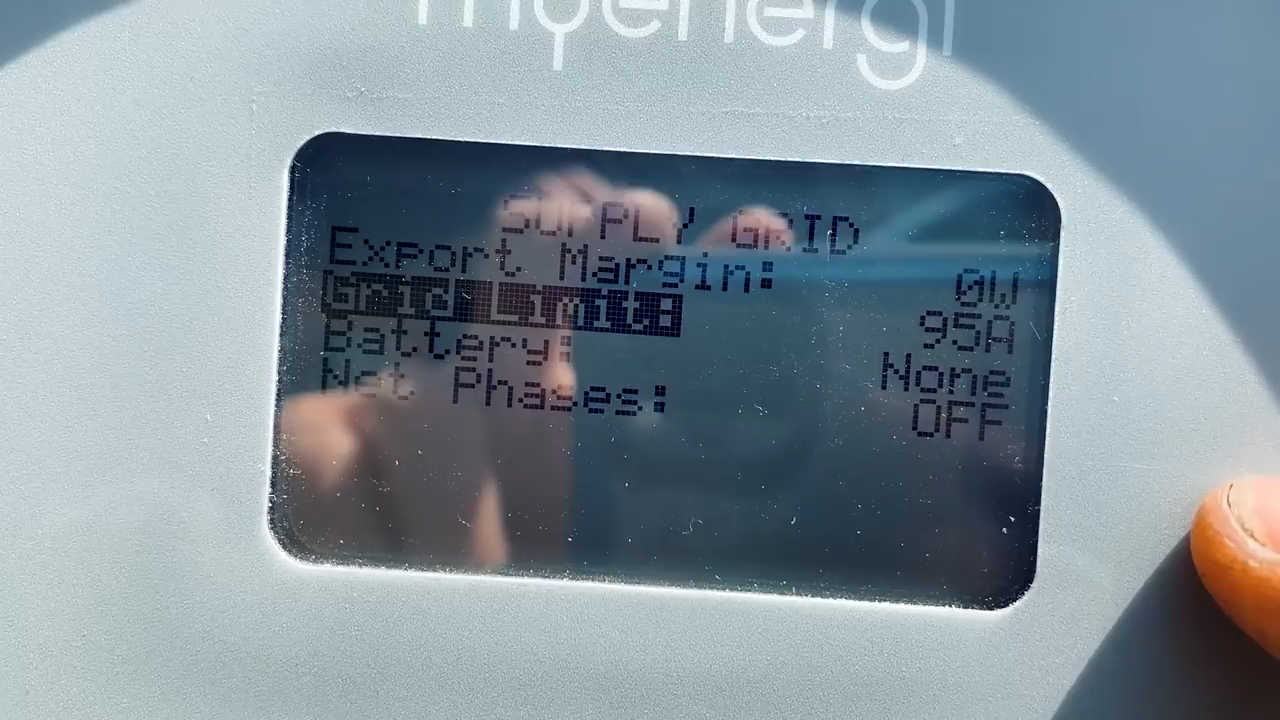 myenergi
SUPPLY GRID
Export Margin: 0W
Grid Limit: 95A
Battery: None
Net Phases: OFF